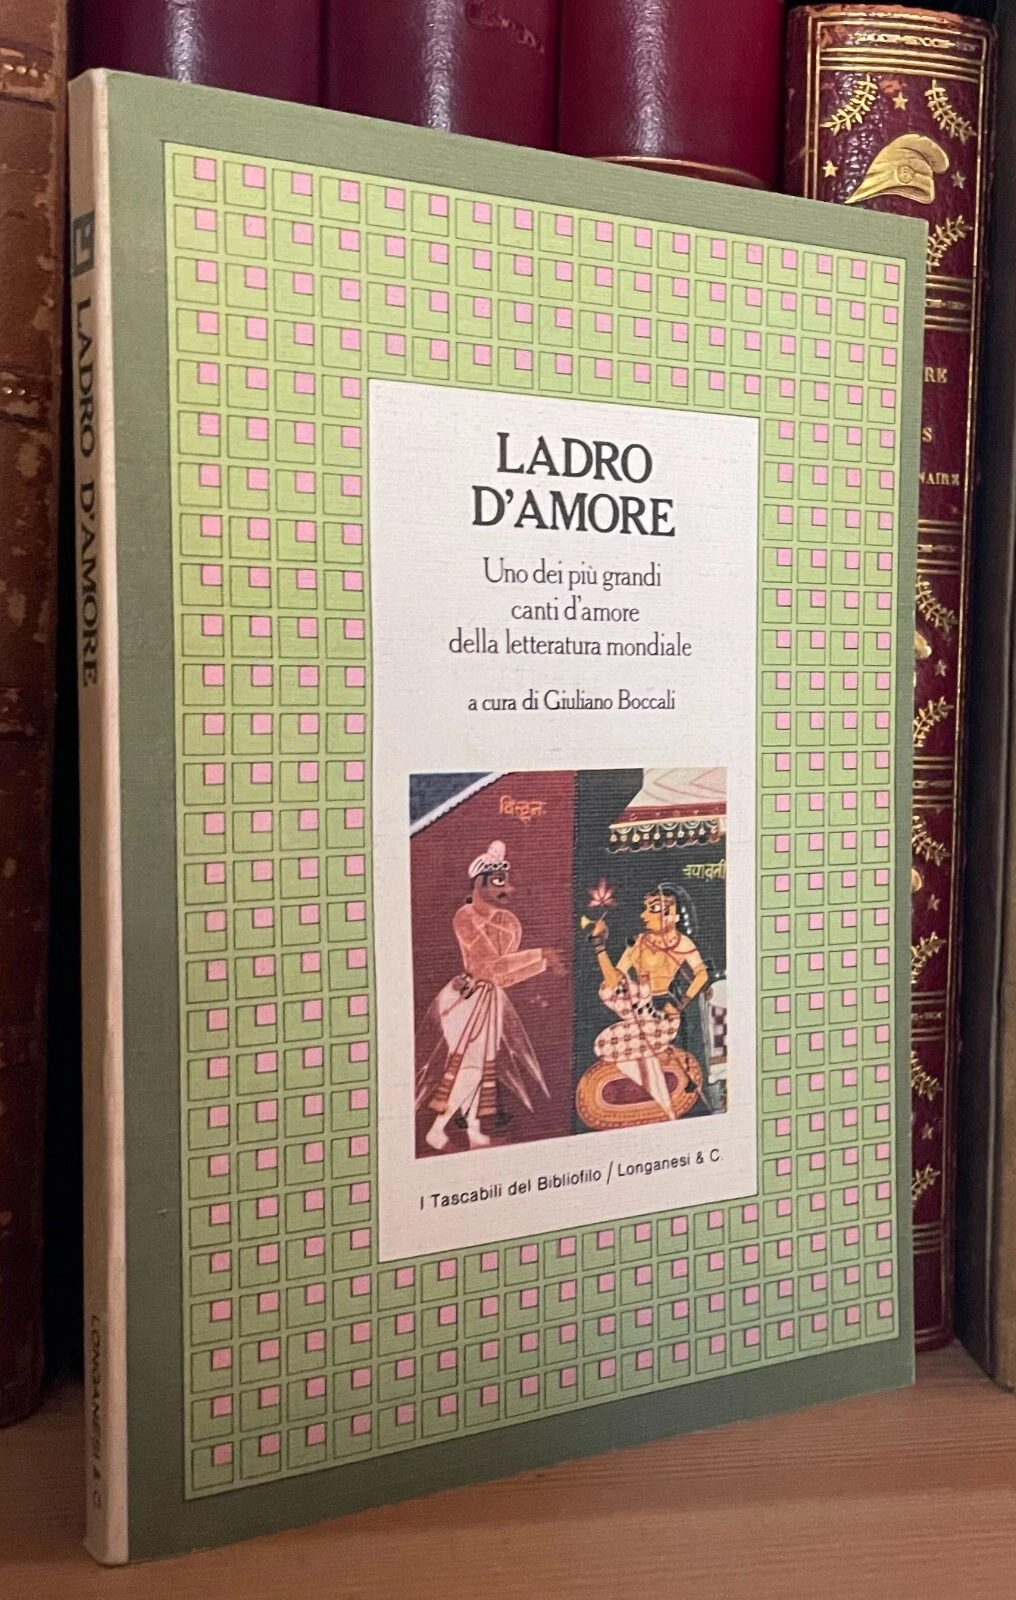 LADRO
D'AMORE
Uno dei più grandi
canti d'amore
della letteratura mondiale
a cura di Giuliano Boccali
I Tascabili del Bibliofilo / Longanesi & C.
LADRO D'AMORE
LONGANESI & C.